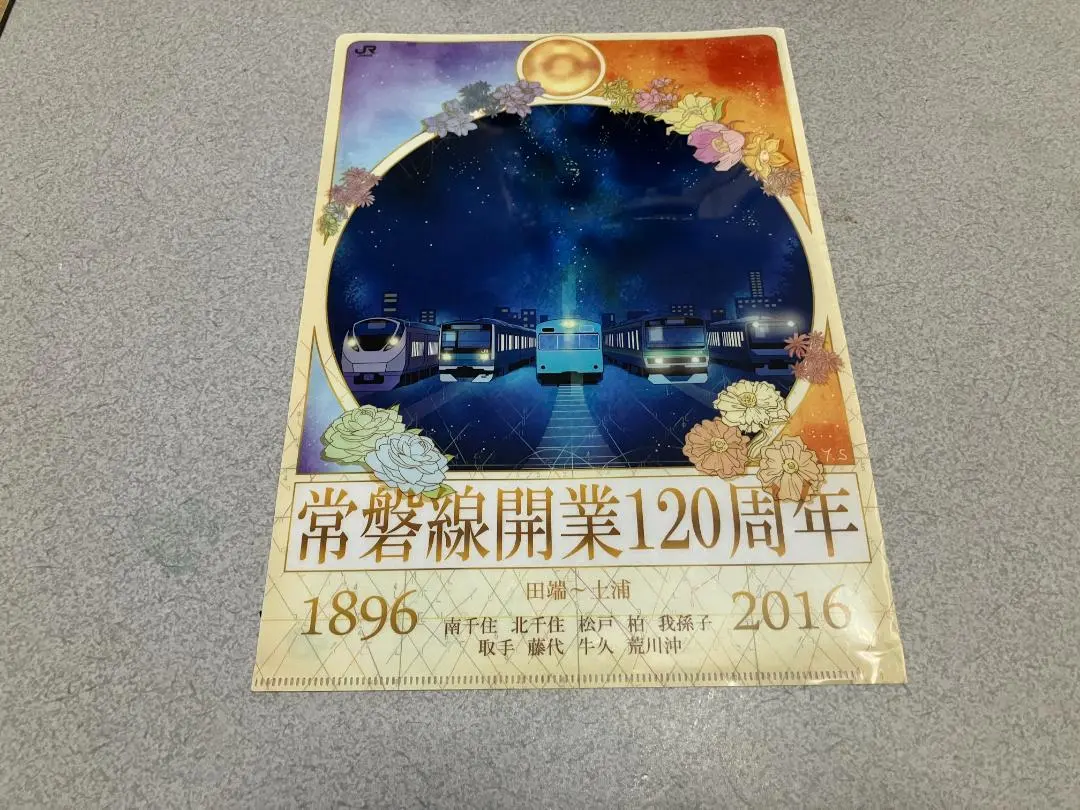 JR
常磐線開業120周年
田端～土浦
1896
南千住 北千住 松戸 柏 我孫子
取手 藤代 牛久 荒川沖
2016
Y.S